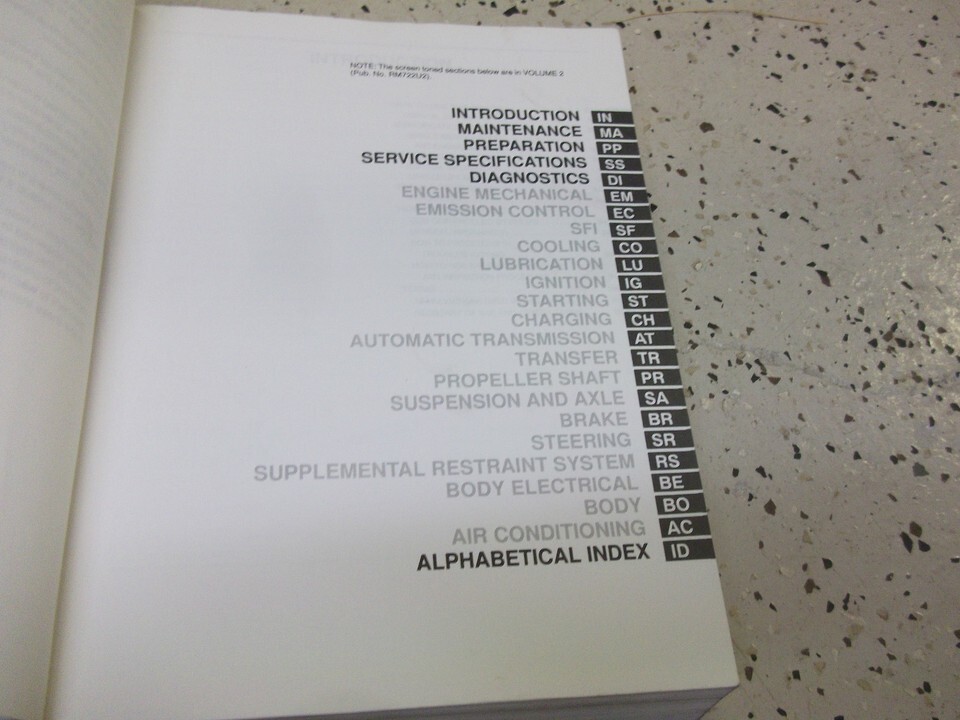 NOTE: The screen toned sections below are in VOLUME 2
(Pub. No. RM722U2).
INTRODUCTION IN
MAINTENANCE MA
PREPARATION PP
SERVICE SPECIFICATIONS SS
DIAGNOSTICS DI
ENGINE MECHANICAL EM
EMISSION CONTROL EC
SFI SF
COOLING CO
LUBRICATION LU
IGNITION IG
STARTING ST
CHARGING CH
AUTOMATIC TRANSMISSION AT
TRANSFER TR
PROPELLER SHAFT PR
SUSPENSION AND AXLE SA
BRAKE BR
STEERING SR
SUPPLEMENTAL RESTRAINT SYSTEM RS
BODY ELECTRICAL BE
BODY BO
AIR CONDITIONING AC
ALPHABETICAL INDEX ID